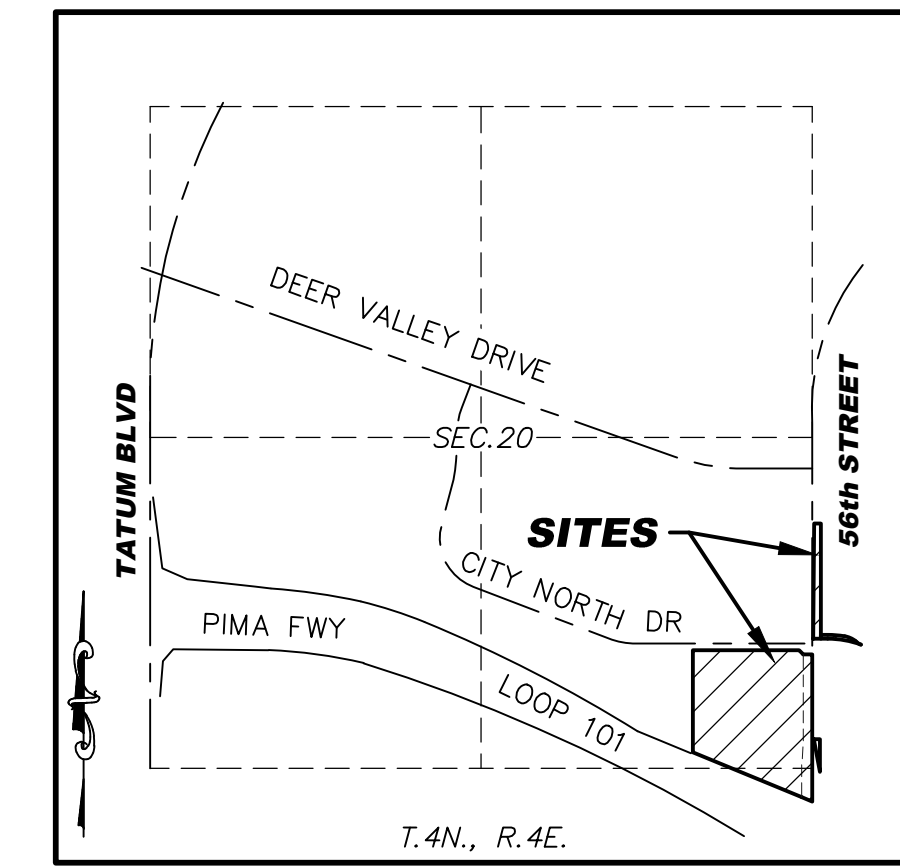 DEER VALLEY DRIVE
TATUM BLVD
SEC.20
56th STREET
SITES
CITY NORTH DR
PIMA FWY
LOOP 101
T.4N., R.4E.